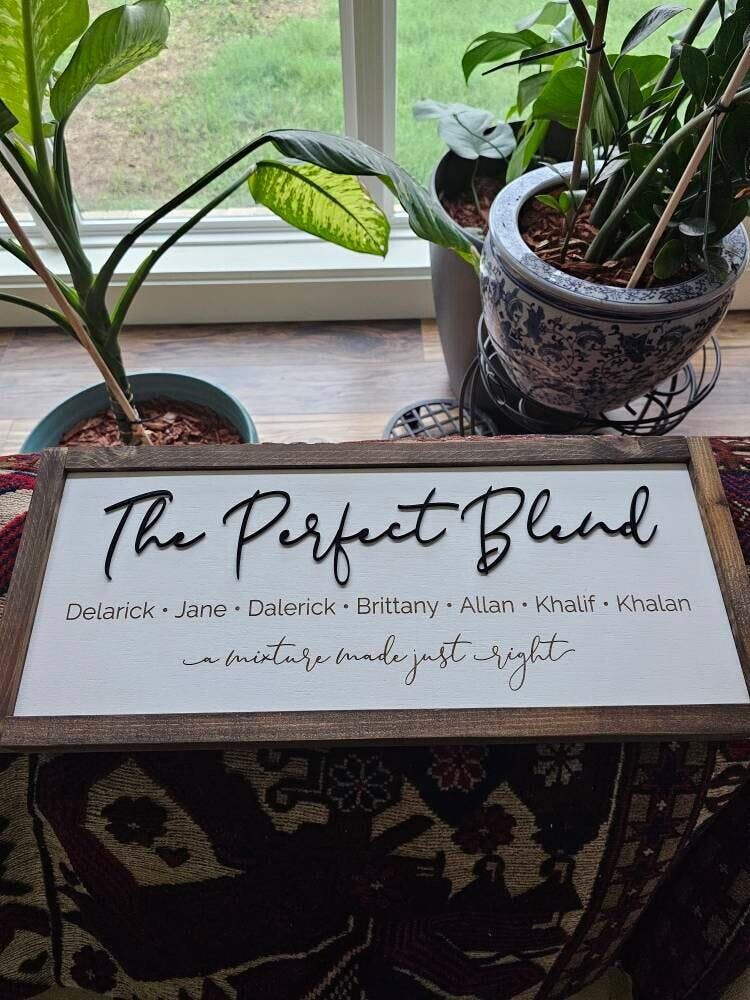 The Perfect Blend
Delarick • Jane • Dalerick • Brittany • Allan • Khalif • Khalan
a mixture made just right